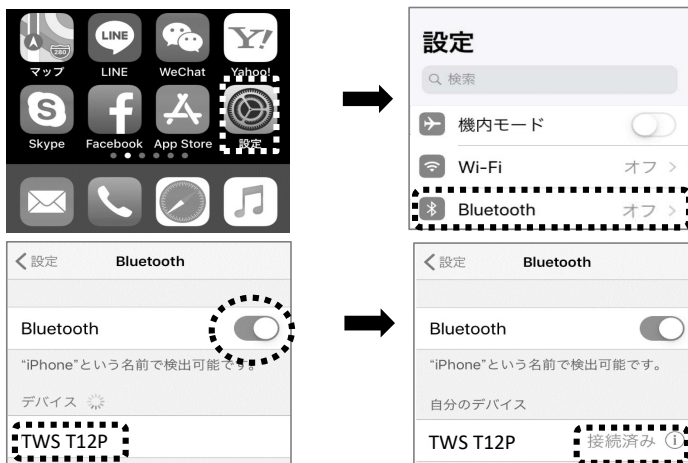 280
LINE
Y!
マップ LINE WeChat Yahoo!
S
f
Skype Facebook App Store 設定
設定
検索
機内モード
Wi-Fi オフ >
Bluetooth オフ >
設定 Bluetooth
Bluetooth
“iPhone”という名前で検出可能です。
デバイス
TWS T12P
設定 Bluetooth
Bluetooth
“iPhone”という名前で検出可能です。
自分のデバイス
TWS T12P 接続済み i